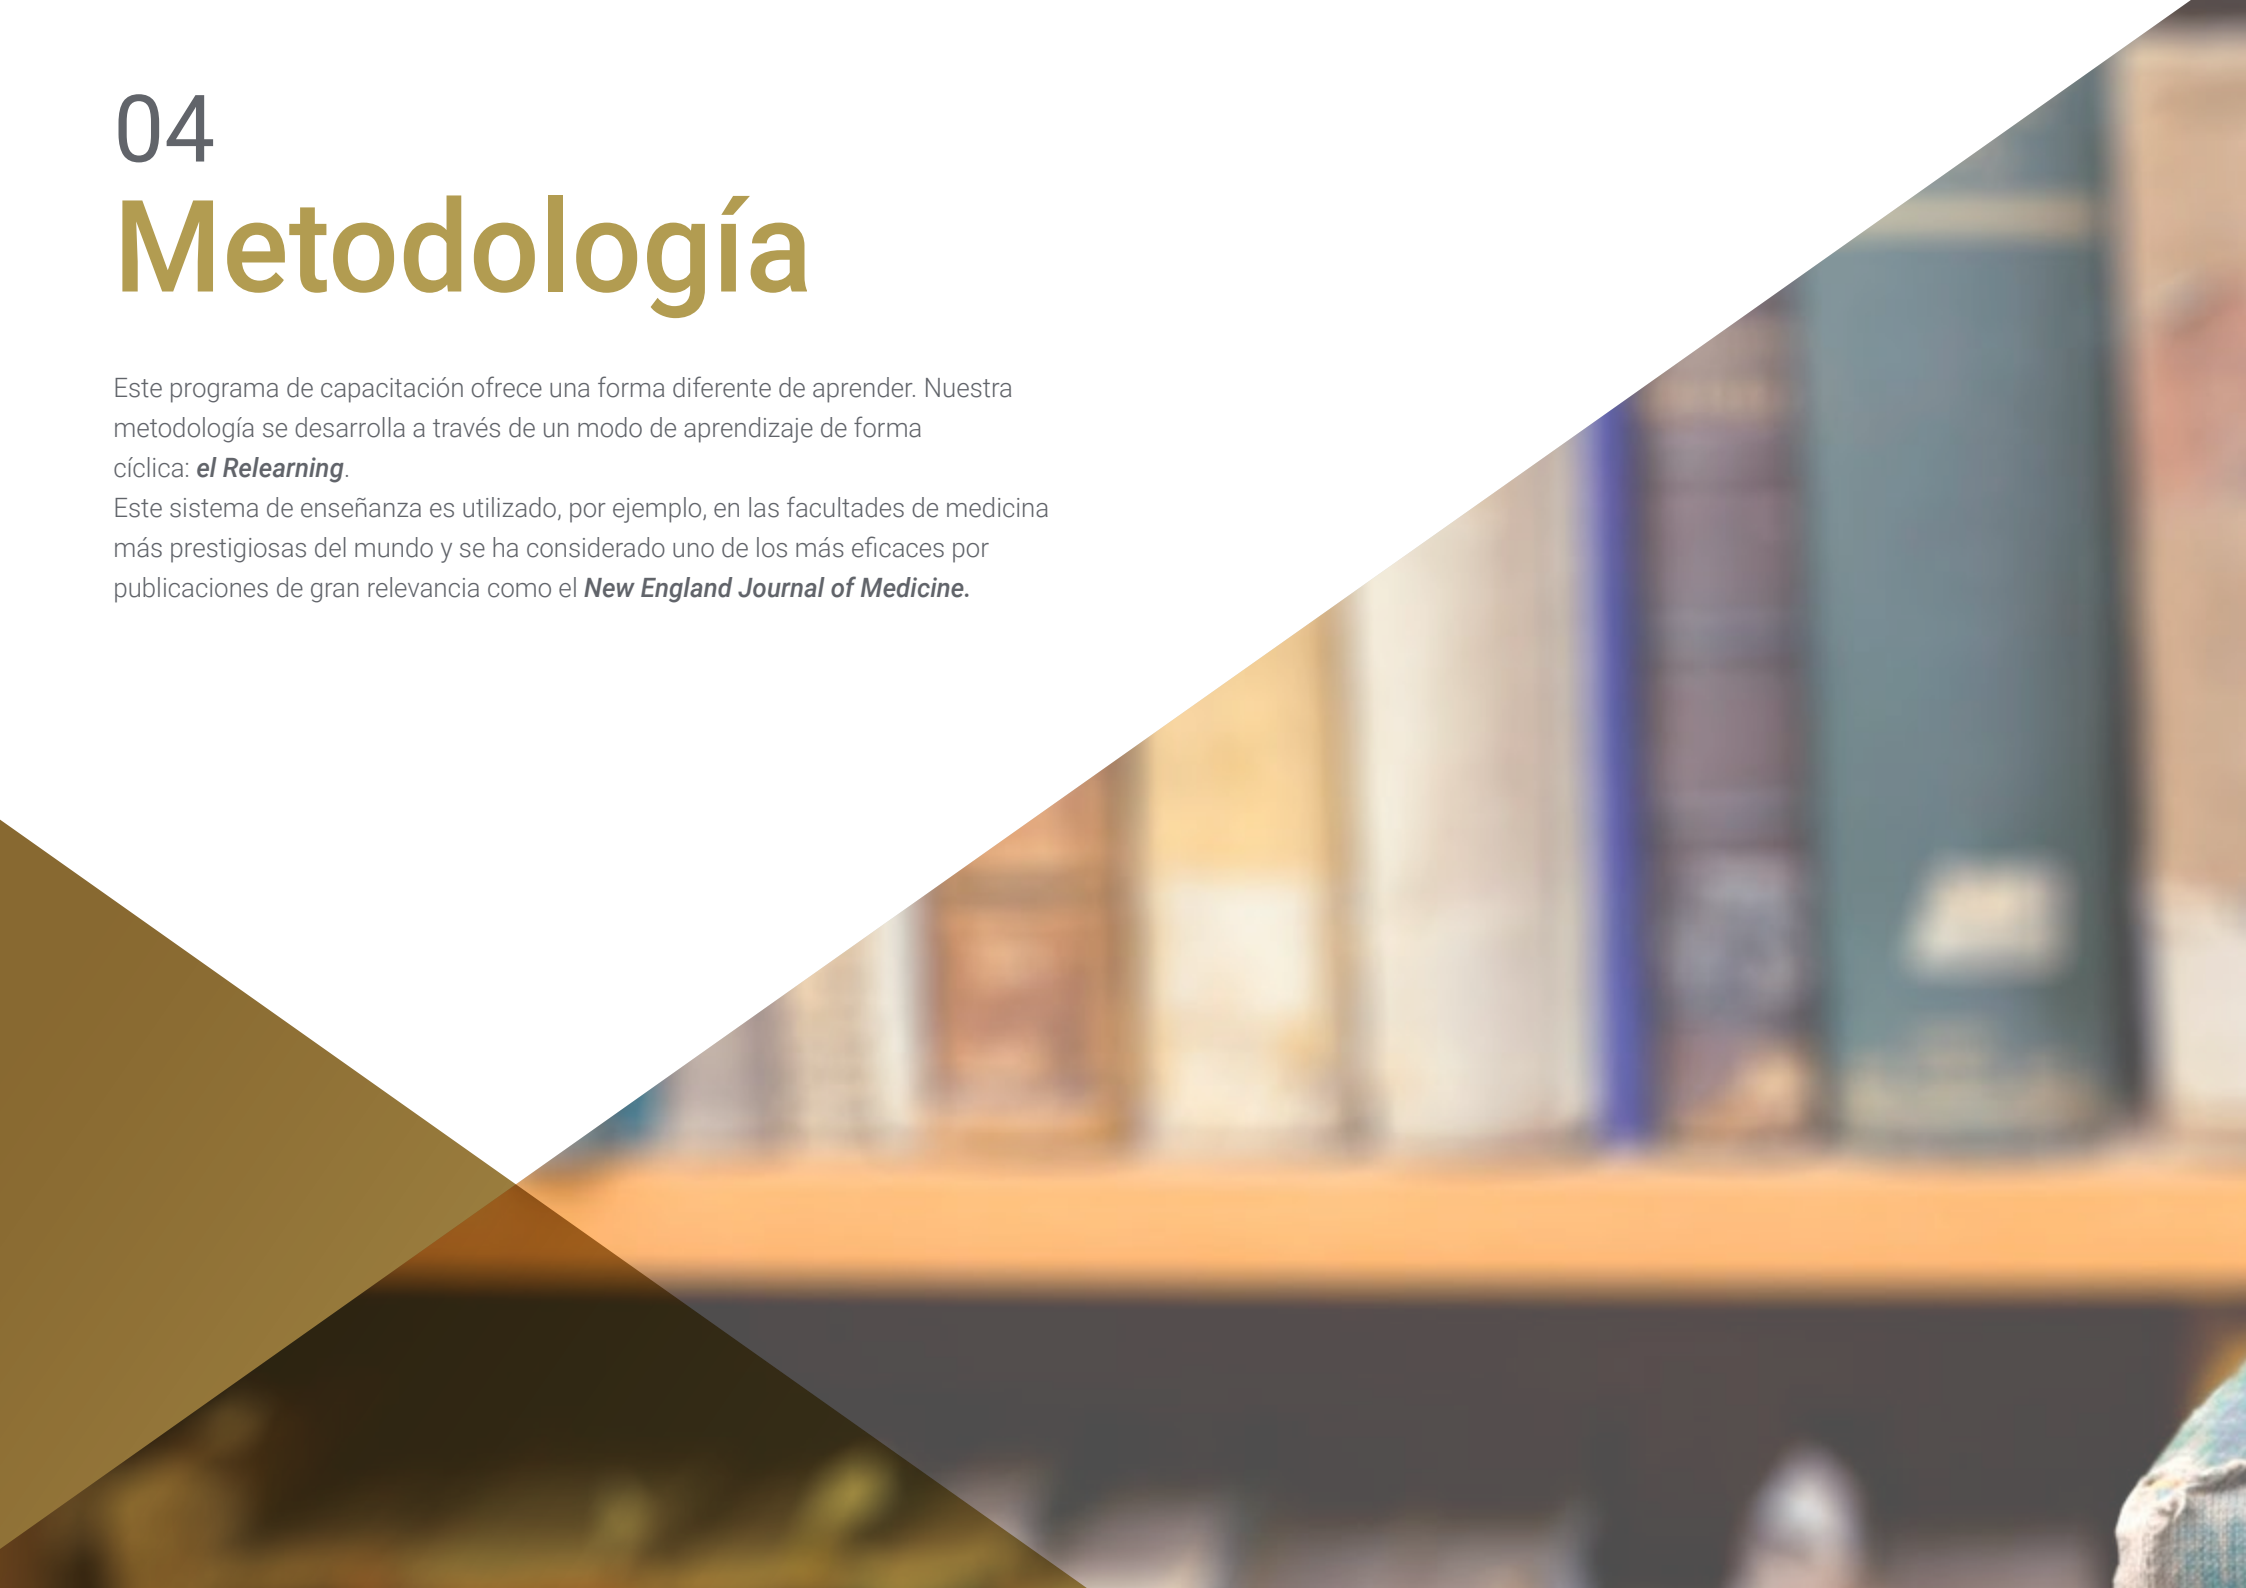 04
Metodología
Este programa de capacitación ofrece una forma diferente de aprender. Nuestra
metodología se desarrolla a través de un modo de aprendizaje de forma
cíclica: el Relearning.
Este sistema de enseñanza es utilizado, por ejemplo, en las facultades de medicina
más prestigiosas del mundo y se ha considerado uno de los más eficaces por
publicaciones de gran relevancia como el New England Journal of Medicine.